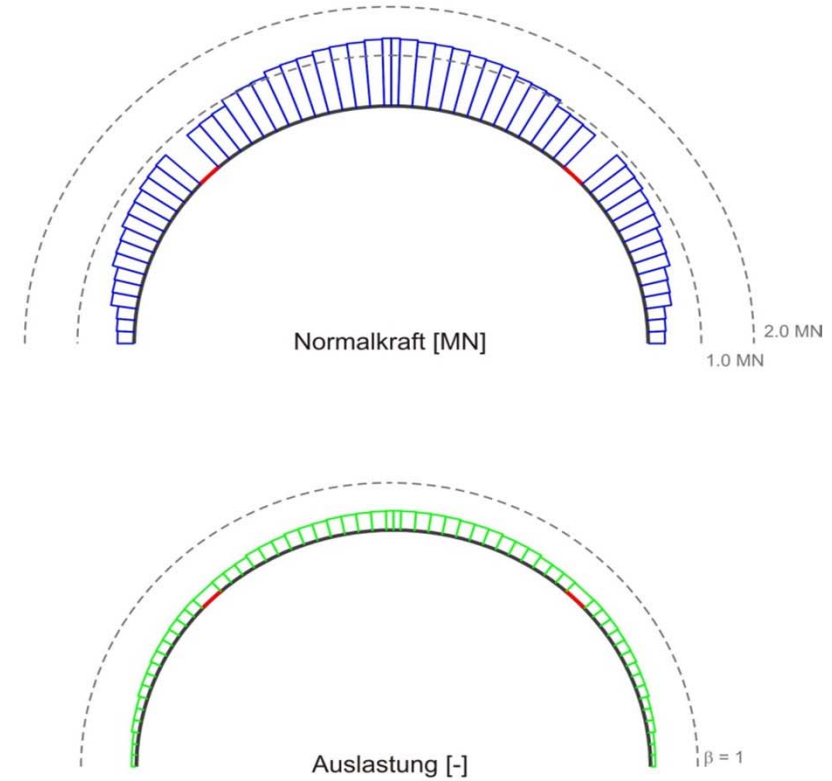 2.0 MN
Normalkraft [MN]
1.0 MN
β = 1
Auslastung [-]